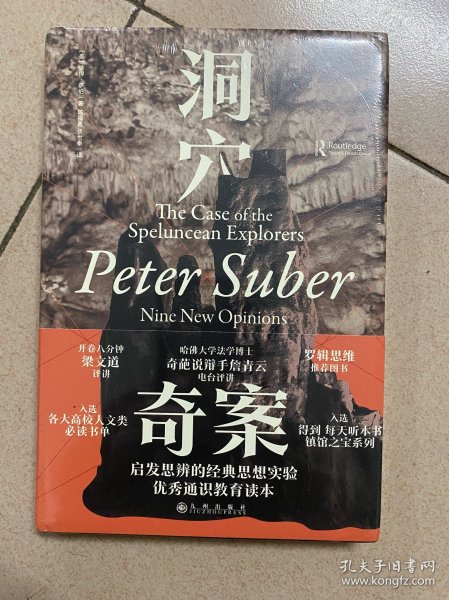 洞穴
Routledge
The Case of the
Speluncean Explorers
Peter Suber
Nine New Opinions
开卷八分钟
梁文道
评讲
哈佛大学法学博士
奇葩说辩手詹青云
电台评讲
罗辑思维
推荐图书
入选
各大高校人文类
必读书单
奇案
入选
得到 每天听本书
镇馆之宝系列
启发思辨的经典思想实验
优秀通识教育读本
九州出版社
JIUZHOUPRESS
孔夫子旧书网
www.kongfz.com